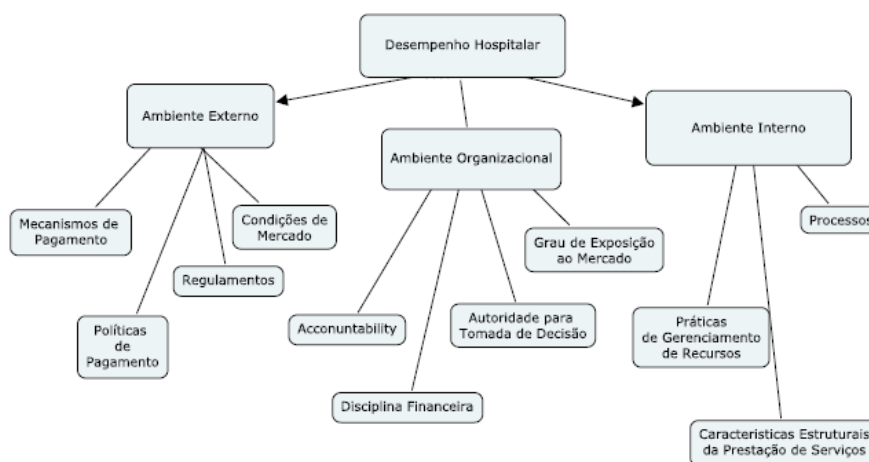 Desempenho Hospitalar
Ambiente Externo
Ambiente Organizacional
Ambiente Interno
Mecanismos de
Pagamento
Condições de
Mercado
Regulamentos
Políticas
de
Pagamento
Grau de Exposição
ao Mercado
Acconuntability
Autoridade para
Tomada de Decisão
Disciplina Financeira
Processos
Práticas
de Gerenciamento
de Recursos
Caracteristicas Estruturais
da Prestação de Serviços